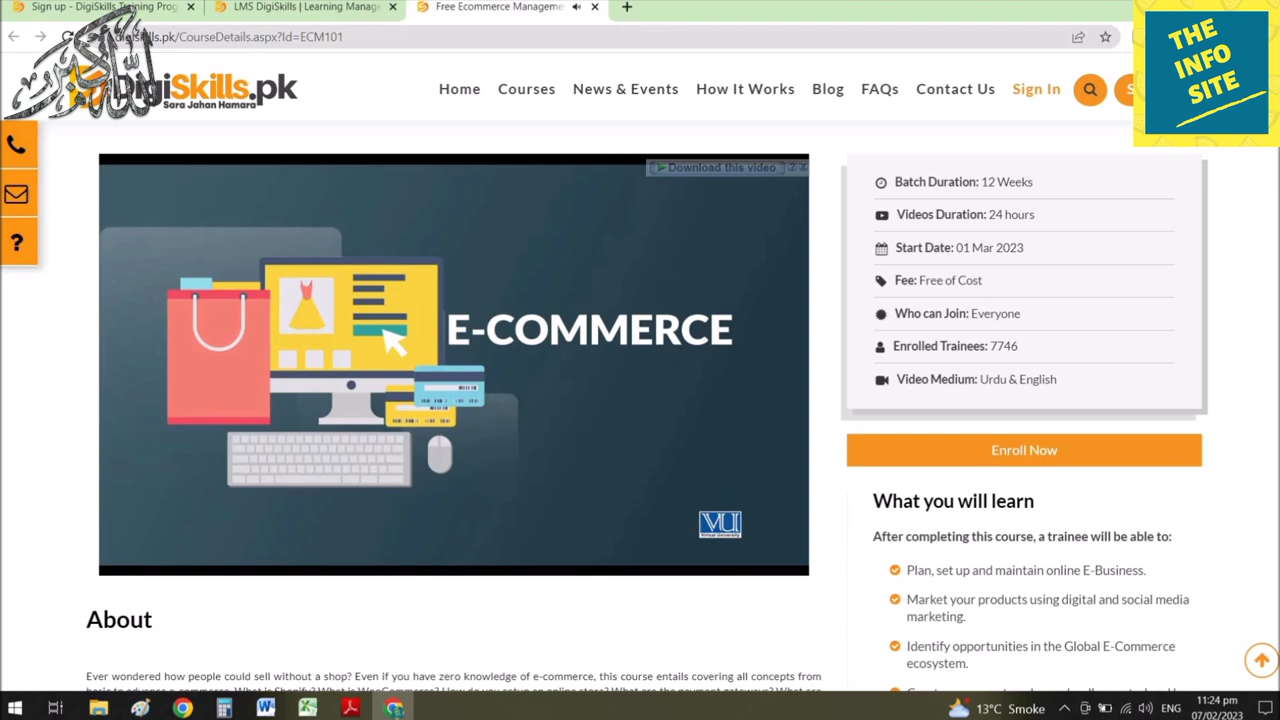 Sign up - DigiSkills Training Prog
LMS DigiSkills | Learning Manage
Free Ecommerce Manageme
digiskills.pk/CourseDetails.aspx?Id=ECM101
THE
INFO
SITE
DigiSkills.pk
Sara Jahan Hamara
Home
Courses
News & Events
How It Works
Blog
FAQs
Contact Us
Sign In
S
الله أكبر
Download this video
?
E-COMMERCE
VU
Virtual University
Batch Duration: 12 Weeks
Videos Duration: 24 hours
Start Date: 01 Mar 2023
Fee: Free of Cost
Who can Join: Everyone
Enrolled Trainees: 7746
Video Medium: Urdu & English
Enroll Now
What you will learn
After completing this course, a trainee will be able to:
Plan, set up and maintain online E-Business.
Market your products using digital and social media
marketing.
Identify opportunities in the Global E-Commerce
ecosystem.
About
Ever wondered how people could sell without a shop? Even if you have zero knowledge of e-commerce, this course entails covering all concepts from
13°C Smoke
ENG
11:24 pm
07/02/2023